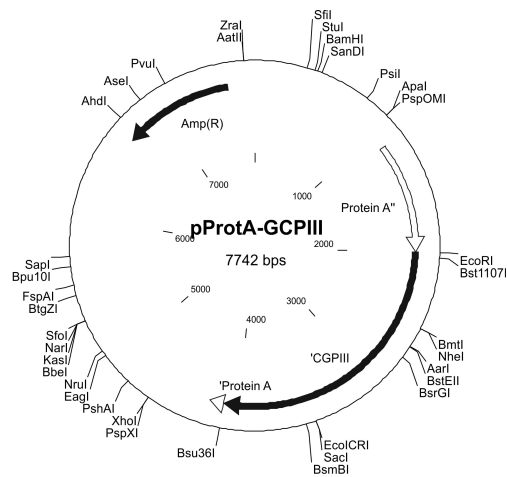 ZraI
AatII
SfiI
StuI
BamHI
SanDI
PsiI
ApaI
PspOMI
PvuI
AseI
AhdI
Amp(R)
7000
1000
Protein A"
pProtA-GCPIII
7742 bps
6000
2000
5000
3000
4000
EcoRI
Bst1107I
SapI
Bpu10I
FspAI
BtgZI
SfoI
NarI
KasI
BbeI
NruI
EagI
PshAI
XhoI
PspXI
BmtI
NheI
AarI
BstEII
BsrGI
'CGPIII
'Protein A
Bsu36I
EcoICRI
SacI
BsmBI